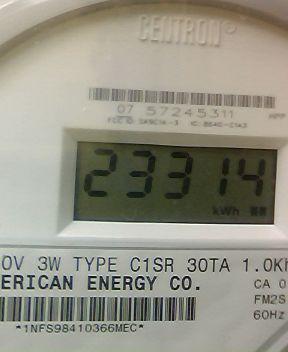 CENTRON®
07 57245311
23314
kWh
0V 3W TYPE C1SR 30TA 1.0Kh
ERICAN ENERGY CO.
CA 0
FM2S
60Hz
*1NFS98410366MEC*